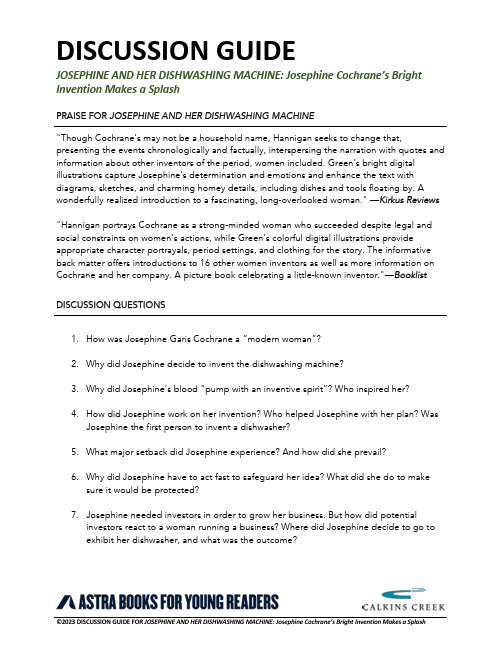 DISCUSSION GUIDE
JOSEPHINE AND HER DISHWASHING MACHINE: Josephine Cochrane's Bright
Invention Makes a Splash
PRAISE FOR JOSEPHINE AND HER DISHWASHING MACHINE
"Though Cochrane's may not be a household name, Hannigan seeks to change that,
presenting the events chronologically and factually, interspersing the narration with quotes and
information about other inventors of the period, women included. Green's bright digital
illustrations capture Josephine's determination and emotions and enhance the text with
diagrams, sketches, and charming homey details, including dishes and tools floating by. A
wonderfully realized introduction to a fascinating, long-overlooked woman." —Kirkus Reviews
"Hannigan portrays Cochrane as a strong-minded woman who succeeded despite legal and
social constraints on women's actions, while Green's colorful digital illustrations provide
appropriate character portrayals, period settings, and clothing for the story. The informative
back matter offers introductions to 16 other women inventors as well as more information on
Cochrane and her company. A picture book celebrating a little-known inventor."—Booklist
DISCUSSION QUESTIONS
1. How was Josephine Garis Cochrane a "modern woman"?
2. Why did Josephine decide to invent the dishwashing machine?
3. Why did Josephine's blood "pump with an inventive spirit"? Who inspired her?
4. How did Josephine work on her invention? Who helped Josephine with her plan? Was
Josephine the first person to invent a dishwasher?
5. What major setback did Josephine experience? And how did she prevail?
6. Why did Josephine have to act fast to safeguard her idea? What did she do to make
sure it would be protected?
7. Josephine needed investors in order to grow her business. But how did potential
investors react to a woman running a business? Where did Josephine decide to go to
exhibit her dishwasher, and what was the outcome?
ASTRA BOOKS FOR YOUNG READERS
CALKINS CREEK
©2023 DISCUSSION GUIDE FOR JOSEPHINE AND HER DISHWASHING MACHINE: Josephine Cochrane's Bright Invention Makes a Splash